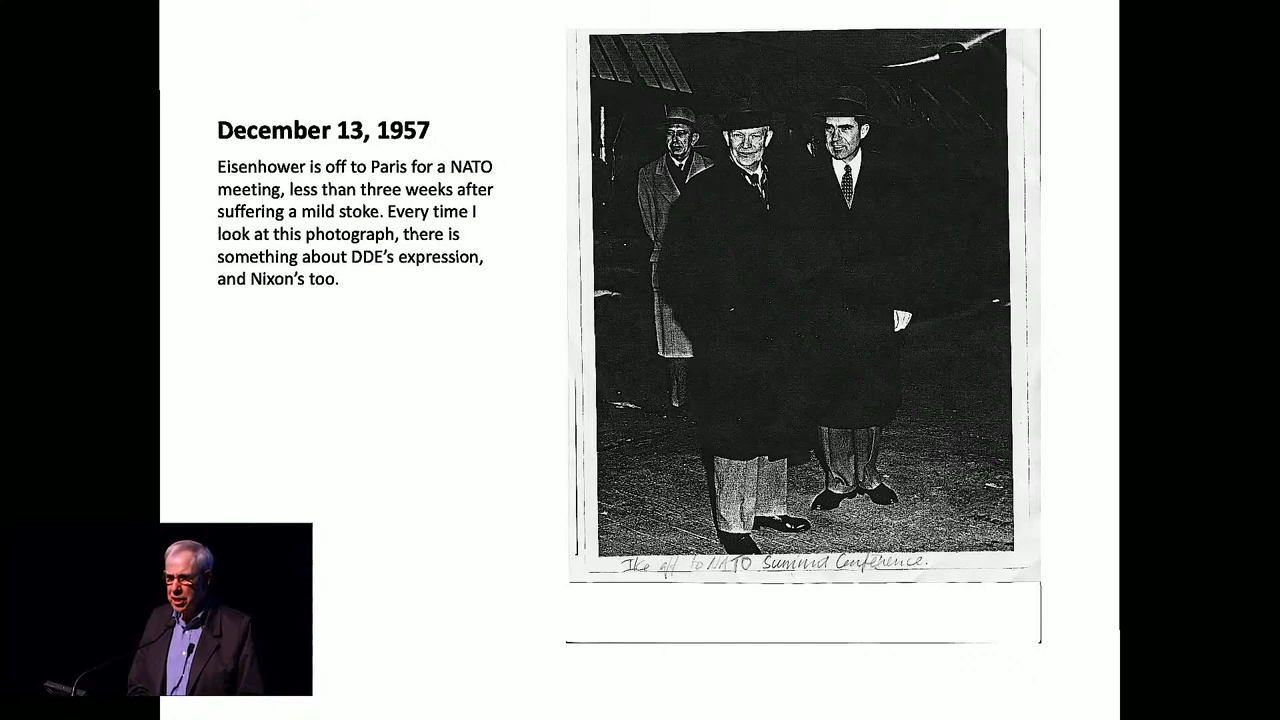 December 13, 1957
Eisenhower is off to Paris for a NATO
meeting, less than three weeks after
suffering a mild stoke. Every time I
look at this photograph, there is
something about DDE's expression,
and Nixon's too.
Ike off to NATO Summit Conference.